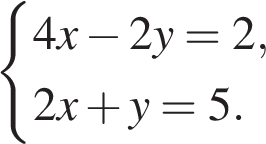 4x − 2y = 2,
2x + y = 5.